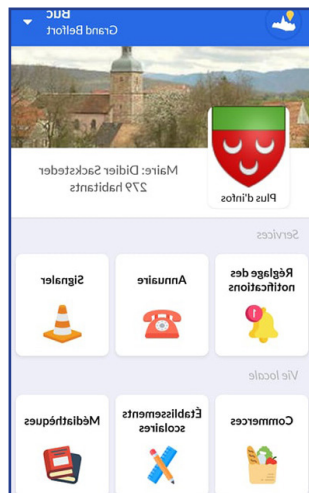 Buc
Grand Belfort
Maire: Didier Sacksteder
279 habitants
Plus d'infos
Services
Réglage des
notifications
1
Annuaire
Signaler
Vie locale
Commerces
Établissements
scolaires
Médiathèques